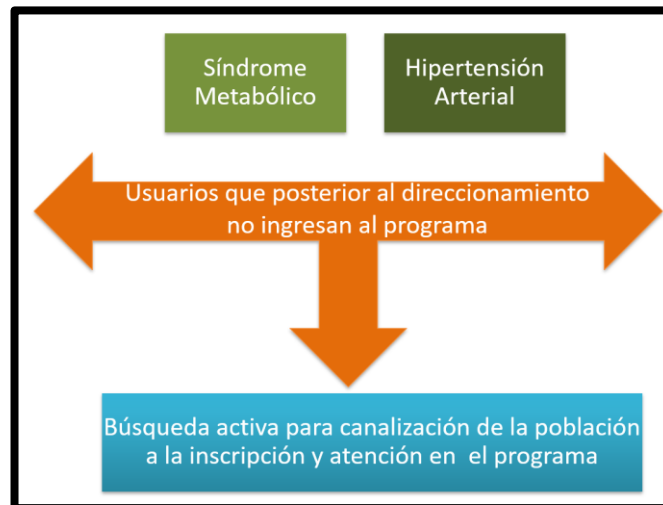 Síndrome
Metabólico
Hipertensión
Arterial
Usuarios que posterior al direccionamiento
no ingresan al programa
Búsqueda activa para canalización de la población
a la inscripción y atención en el programa